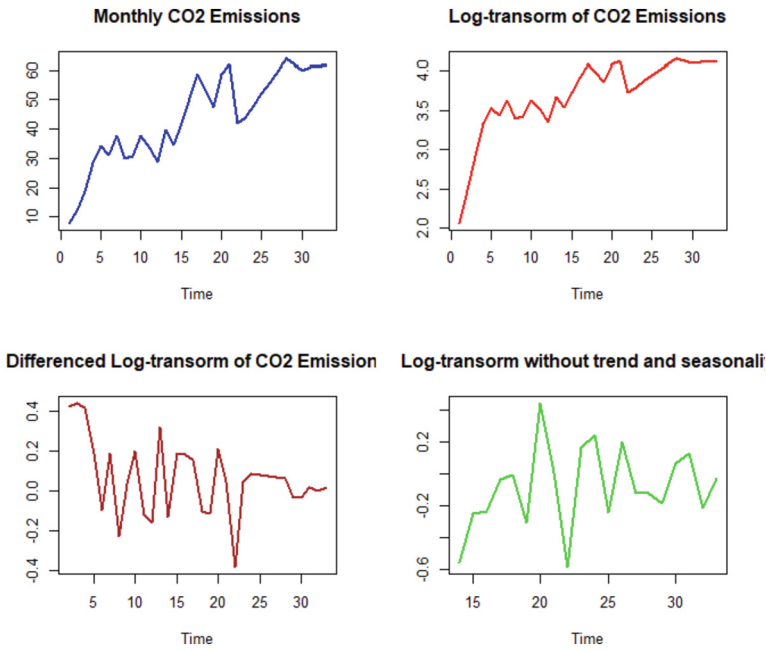 Monthly CO2 Emissions
60
50
40
30
20
10
0 5 10 15 20 25 30
Time
Log-transorm of CO2 Emissions
4.0
3.5
3.0
2.5
2.0
0 5 10 15 20 25 30
Time
Differenced Log-transorm of CO2 Emission
0.4
0.2
0.0
-0.2
-0.4
5 10 15 20 25 30
Time
Log-transorm without trend and seasonali
0.2
-0.2
-0.6
15 20 25 30
Time